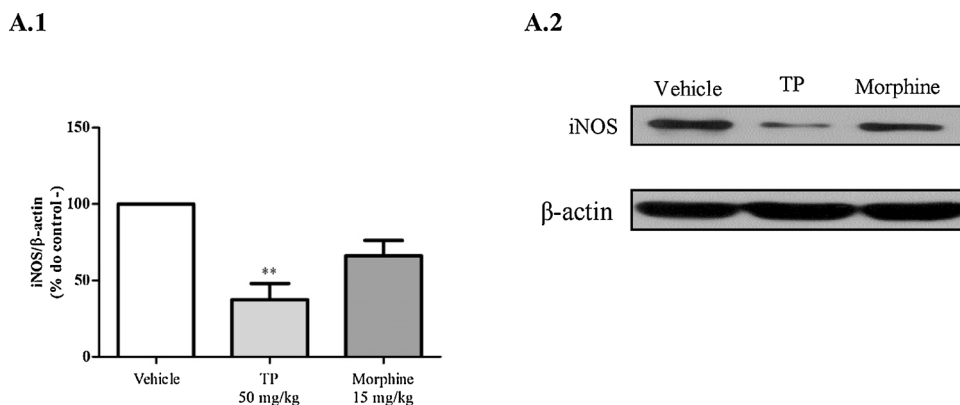 A.1
iNOS/β-actin
(% do control -)
150
100
50
0
**
Vehicle
TP
50 mg/kg
Morphine
15 mg/kg
A.2
Vehicle TP Morphine
iNOS
β-actin